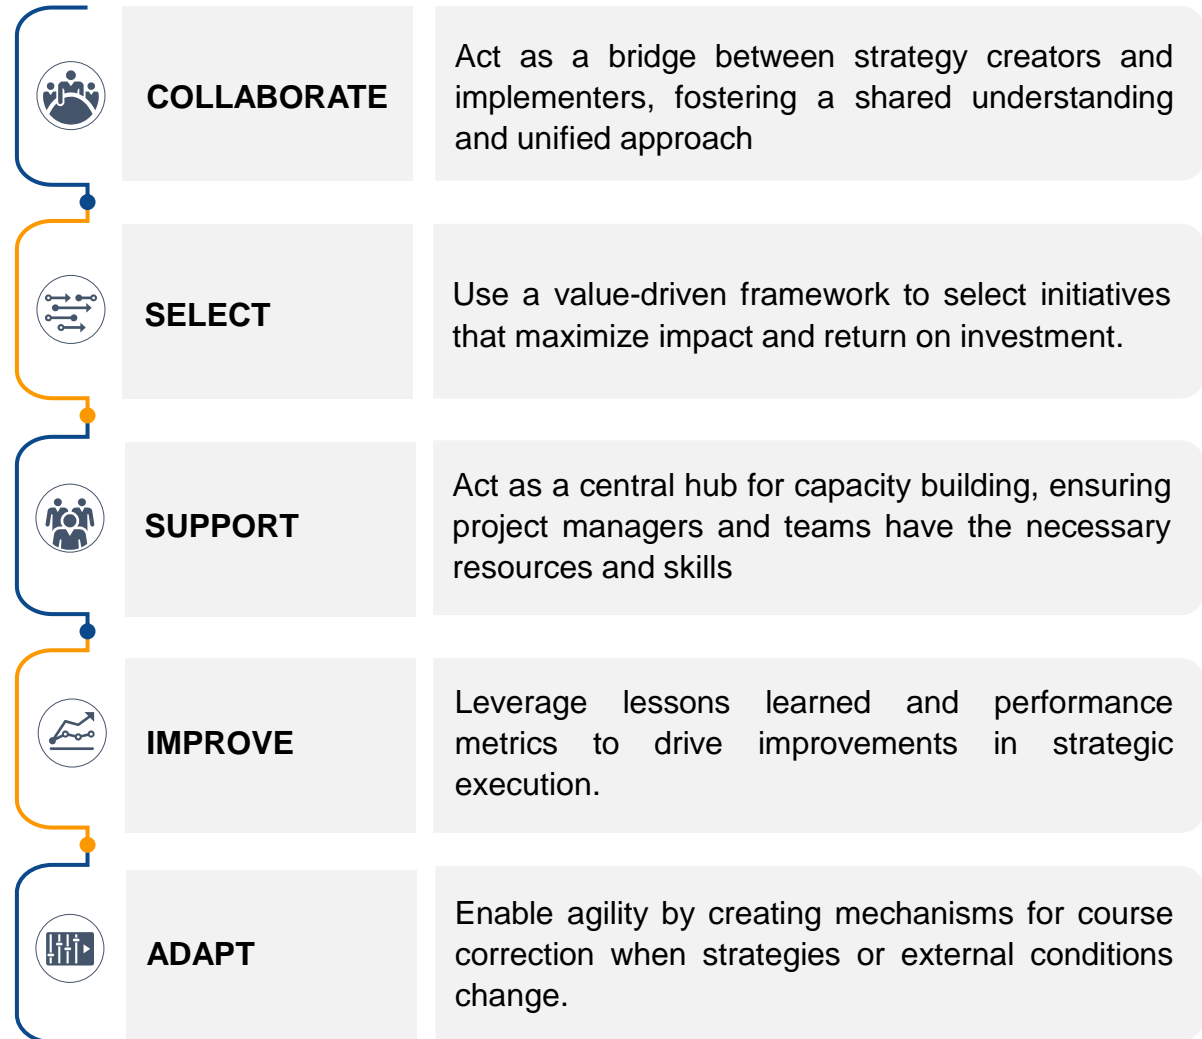 COLLABORATE
Act as a bridge between strategy creators and
implementers, fostering a shared understanding
and unified approach
SELECT
Use a value-driven framework to select initiatives
that maximize impact and return on investment.
SUPPORT
Act as a central hub for capacity building, ensuring
project managers and teams have the necessary
resources and skills
IMPROVE
Leverage lessons learned and performance
metrics to drive improvements in strategic
execution.
ADAPT
Enable agility by creating mechanisms for course
correction when strategies or external conditions
change.